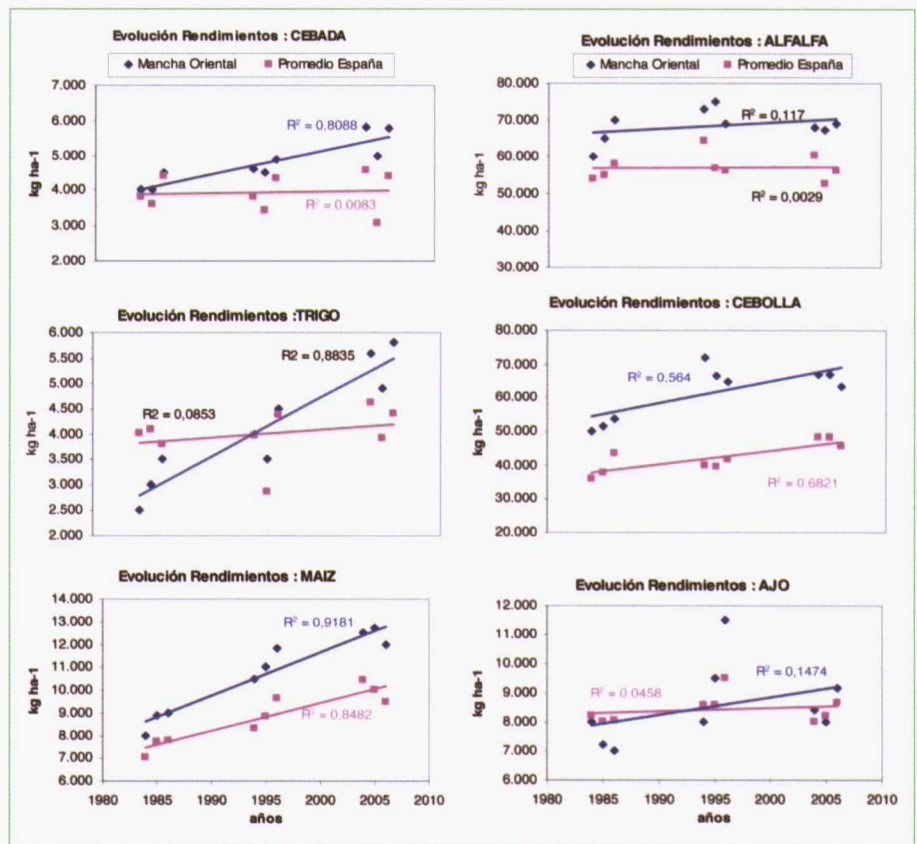 Evolución Rendimientos : CEBADA
Mancha Oriental Promedio España
kg ha-1
7.000
6.000
5.000
4.000
3.000
2.000
R² = 0,8088
R² = 0.0083
Evolución Rendimientos : ALFALFA
Mancha Oriental Promedio España
kg ha-1
80.000
70.000
60.000
50.000
40.000
30.000
R² = 0,117
R² = 0,0029
1980 1985 1990 1995 2000 2005 2010
Evolución Rendimientos :TRIGO
kg ha-1
6.000
5.500
5.000
4.500
4.000
3.500
3.000
2.500
2.000
R2 = 0,8835
R2 = 0,0853
Evolución Rendimientos : CEBOLLA
kg ha-1
80.000
70.000
60.000
50.000
40.000
30.000
20.000
R² = 0,564
R² = 0,6821
Evolución Rendimientos : MAIZ
kg ha-1
14.000
13.000
12.000
11.000
10.000
9.000
8.000
7.000
6.000
R² = 0,9181
R² = 0,8482
1980 1985 1990 1995 2000 2005 2010
años
Evolución Rendimientos : AJO
kg ha-1
12.000
11.000
10.000
9.000
8.000
7.000
6.000
R² = 0,1474
R² = 0.0458
1980 1985 1990 1995 2000 2005 2010
años